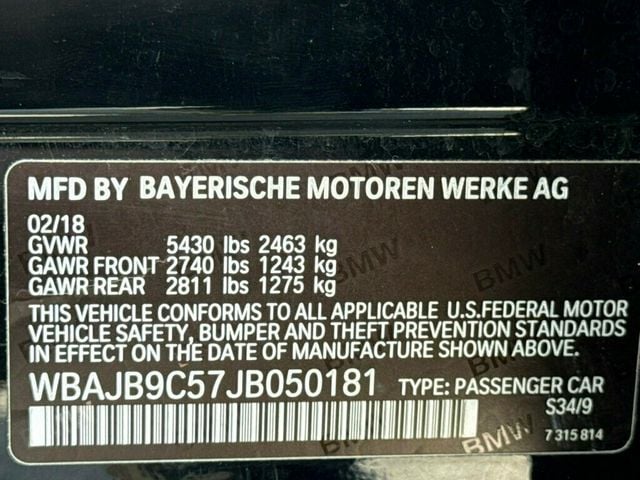 MFD BY BAYERISCHE MOTOREN WERKE AG
02/18
GVWR 5430 lbs 2463 kg
GAWR FRONT 2740 lbs 1243 kg
GAWR REAR 2811 lbs 1275 kg
THIS VEHICLE CONFORMS TO ALL APPLICABLE U.S.FEDERAL MOTOR
VEHICLE SAFETY, BUMPER AND THEFT PREVENTION STANDARDS
IN EFFECT ON THE DATE OF MANUFACTURE SHOWN ABOVE.
WBAJB9C57JB050181 TYPE: PASSENGER CAR
S34/9
7 315 814
BMW
BMW
BMW